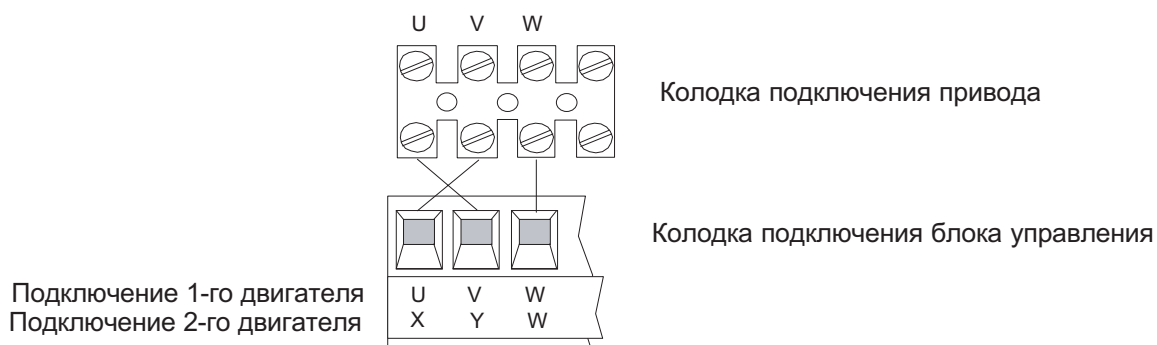 U V W
Колодка подключения привода
Колодка подключения блока управления
Подключение 1-го двигателя U V W
Подключение 2-го двигателя X Y W